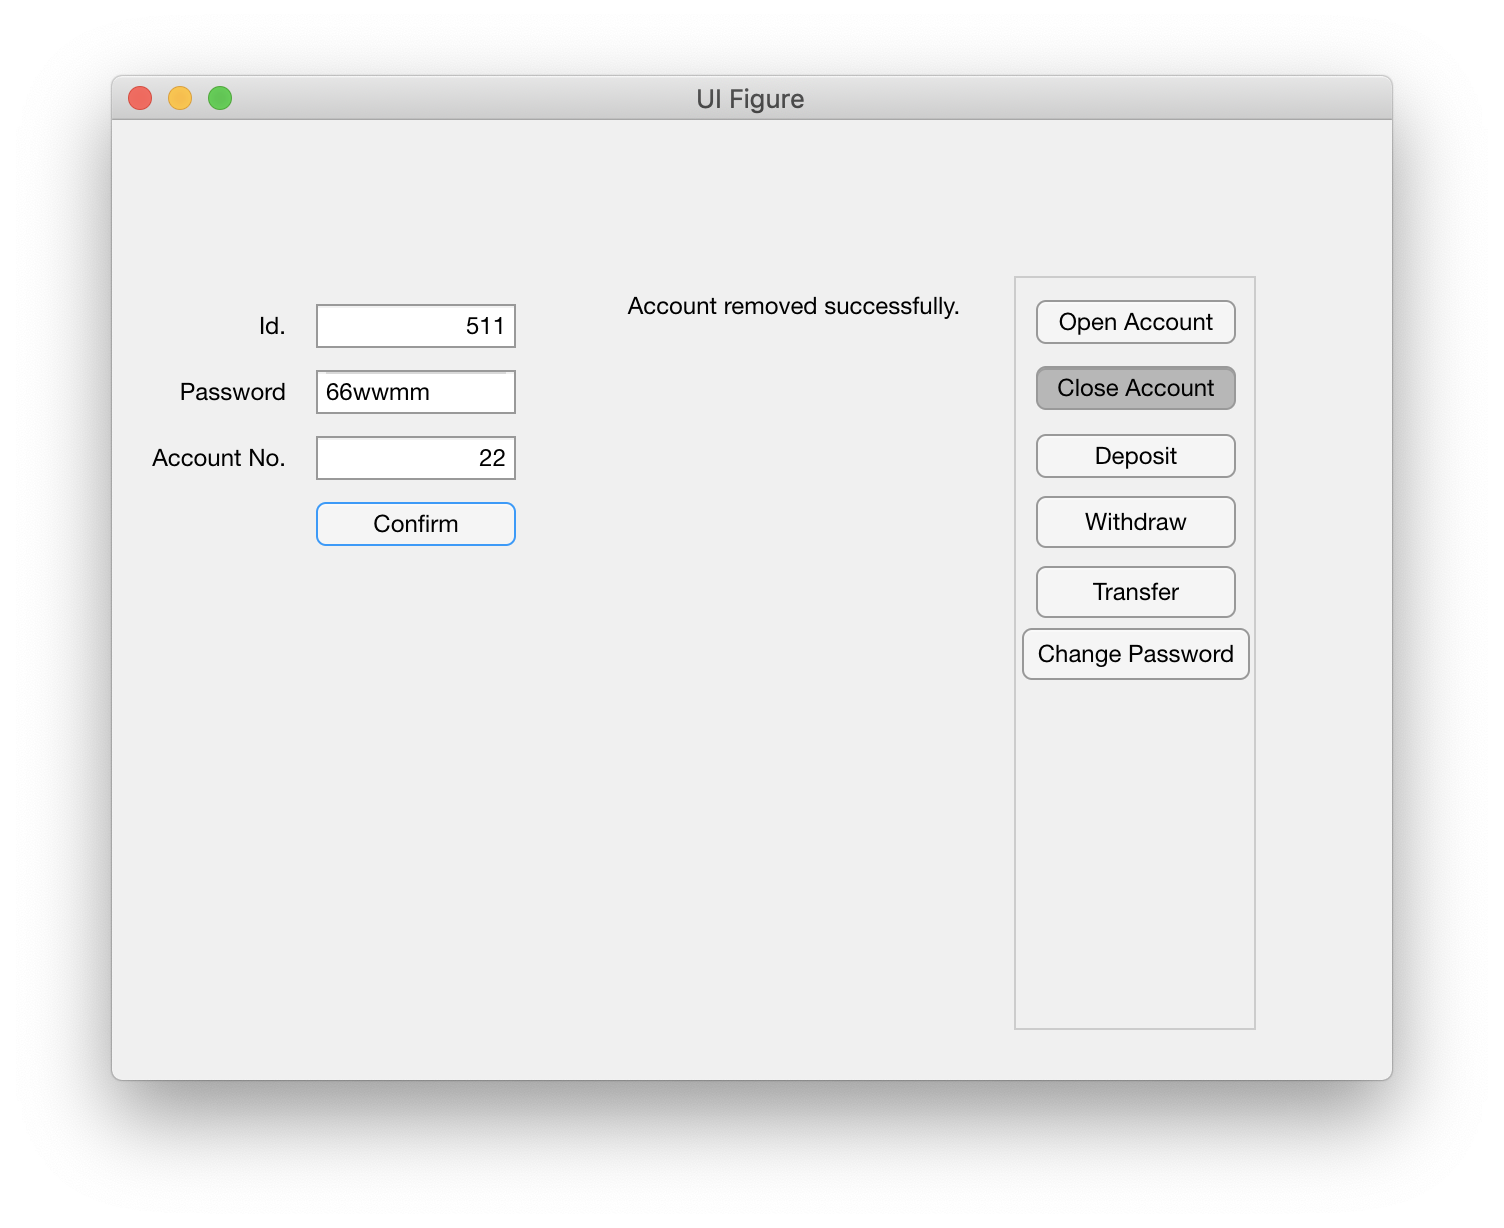 UI Figure
Id.
511
Password
66wwmm
Account No.
22
Confirm
Account removed successfully.
Open Account
Close Account
Deposit
Withdraw
Transfer
Change Password